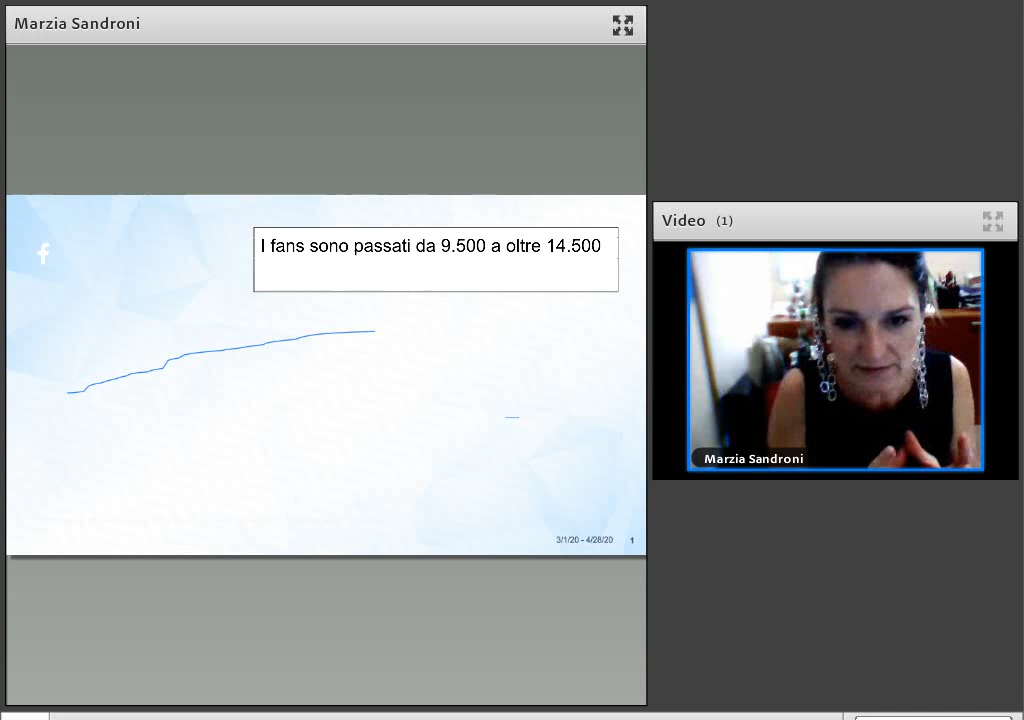 Marzia Sandroni
I fans sono passati da 9.500 a oltre 14.500
3/1/20 - 4/28/20 1
Video (1)
Marzia Sandroni